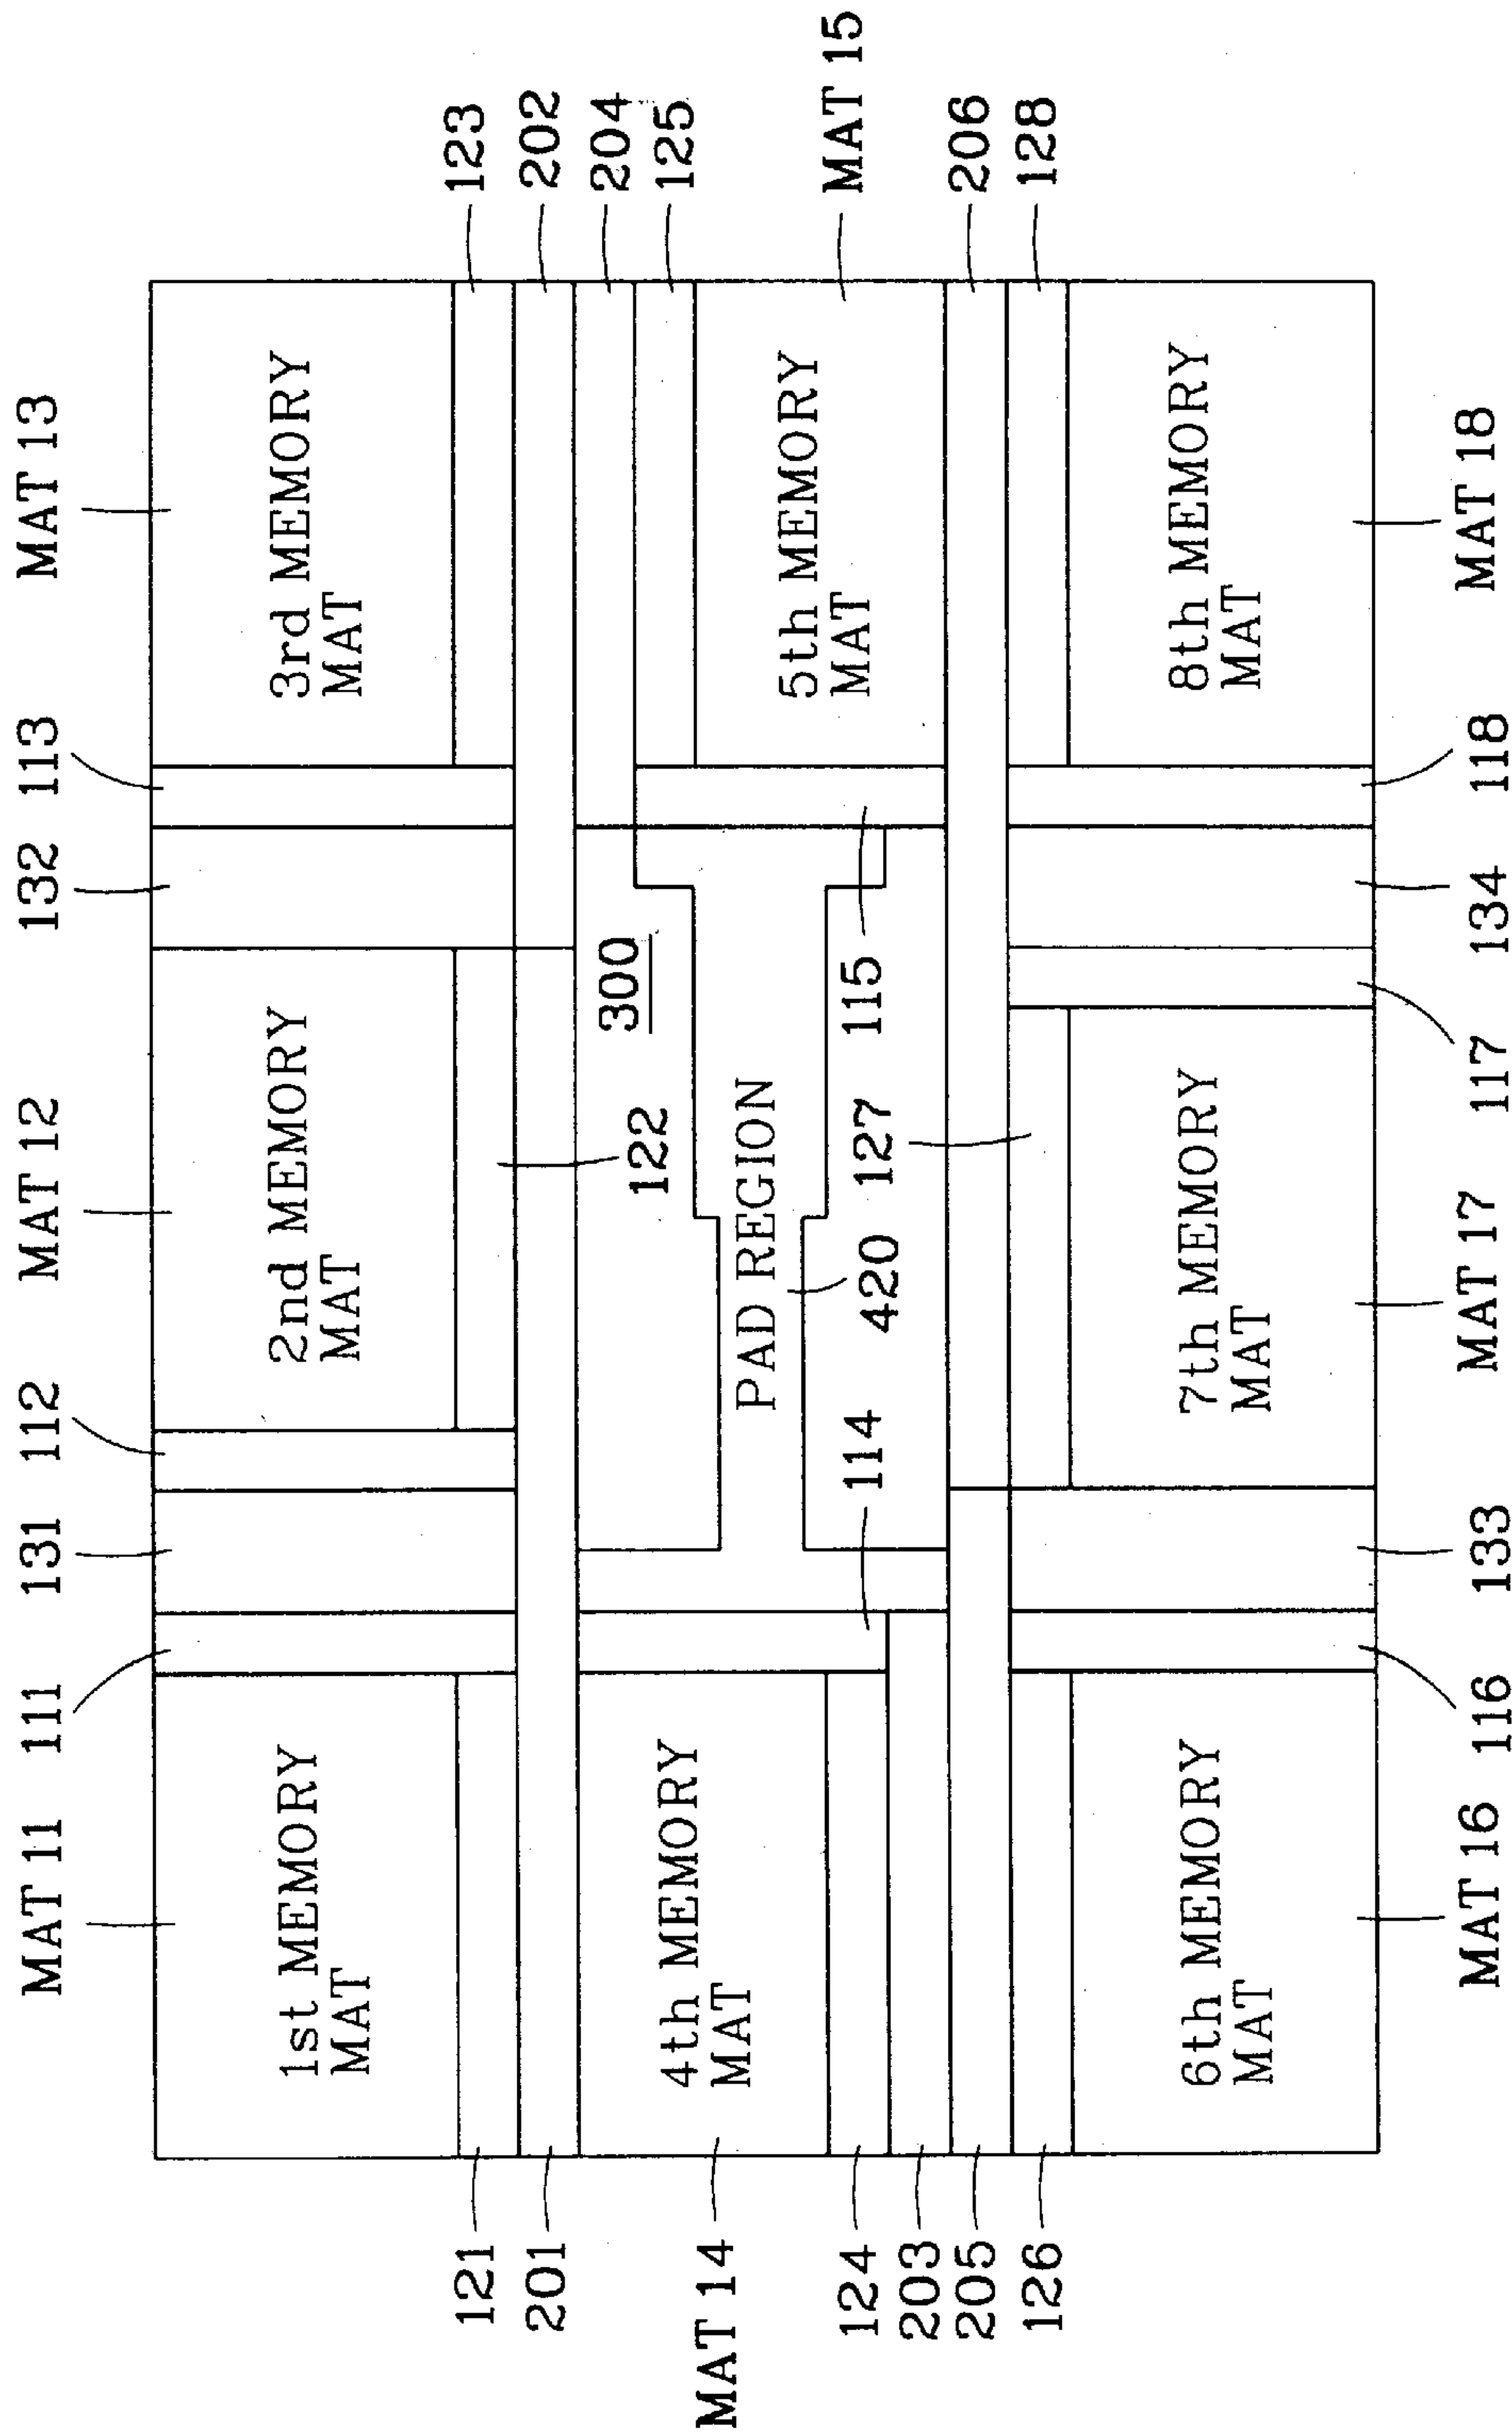 MAT 11
111
131
112
MAT 12
132
113
MAT 13
1st MEMORY
MAT
2nd MEMORY
MAT
3rd MEMORY
MAT
121
201
122
300
123
202
204
125
4th MEMORY
MAT
PAD REGION
5th MEMORY
MAT
MAT 14
MAT 15
114
420
127
115
124
203
205
126
206
128
6th MEMORY
MAT
7th MEMORY
MAT
8th MEMORY
MAT
MAT 16
116
133
MAT 17
117
134
118
MAT 18